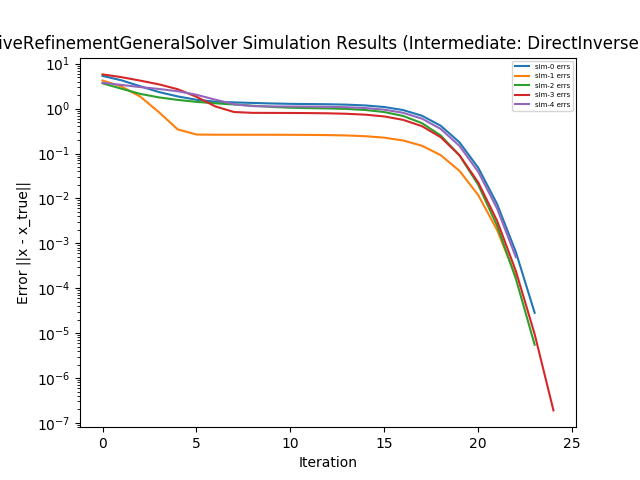 iveRefinementGeneralSolver Simulation Results (Intermediate: DirectInverse
Error ||x - x_true||
10¹
10⁰
10⁻¹
10⁻²
10⁻³
10⁻⁴
10⁻⁵
10⁻⁶
10⁻⁷
sim-0 errs
sim-1 errs
sim-2 errs
sim-3 errs
sim-4 errs
0
5
10
15
20
25
Iteration